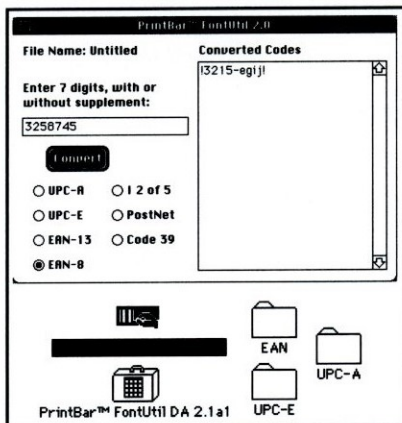 PrintBar™ FontUtil 2.0
File Name: Untitled
Converted Codes
!3215-egij!
Enter 7 digits, with or
without supplement:
3258745
Convert
UPC-A
I 2 of 5
UPC-E
PostNet
EAN-13
Code 39
EAN-8
EAN
UPC-A
PrintBar™ FontUtil DA 2.1a1
UPC-E